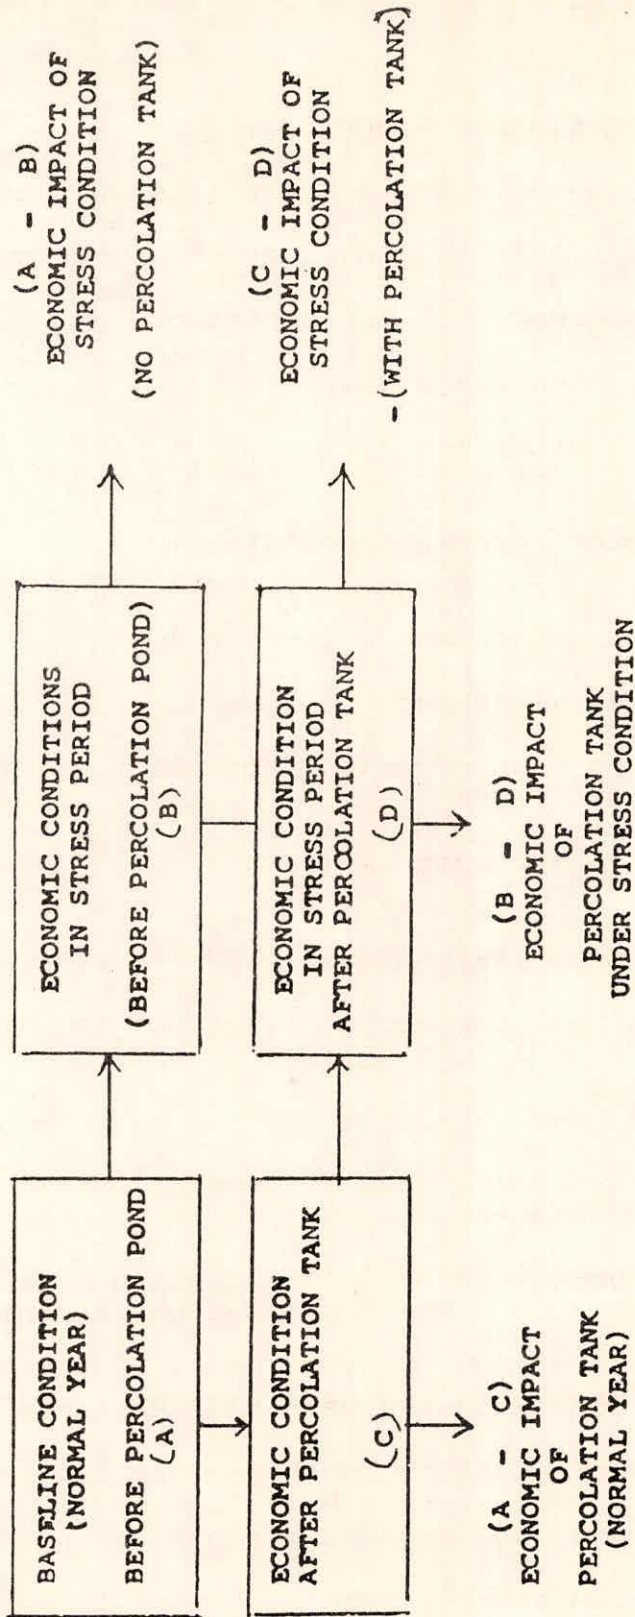 BASELINE CONDITION
(NORMAL YEAR)
BEFORE PERCOLATION POND
(A)
ECONOMIC CONDITIONS
IN STRESS PERIOD
(BEFORE PERCOLATION POND)
(B)
(A - B)
ECONOMIC IMPACT OF
STRESS CONDITION
(NO PERCOLATION TANK)
ECONOMIC CONDITION
AFTER PERCOLATION TANK
(C)
ECONOMIC CONDITION
IN STRESS PERIOD
AFTER PERCOLATION TANK
(D)
(C - D)
ECONOMIC IMPACT OF
STRESS CONDITION
-(WITH PERCOLATION TANK)
(A - C)
ECONOMIC IMPACT
OF
PERCOLATION TANK
(NORMAL YEAR)
(B - D)
ECONOMIC IMPACT
OF
PERCOLATION TANK
UNDER STRESS CONDITION